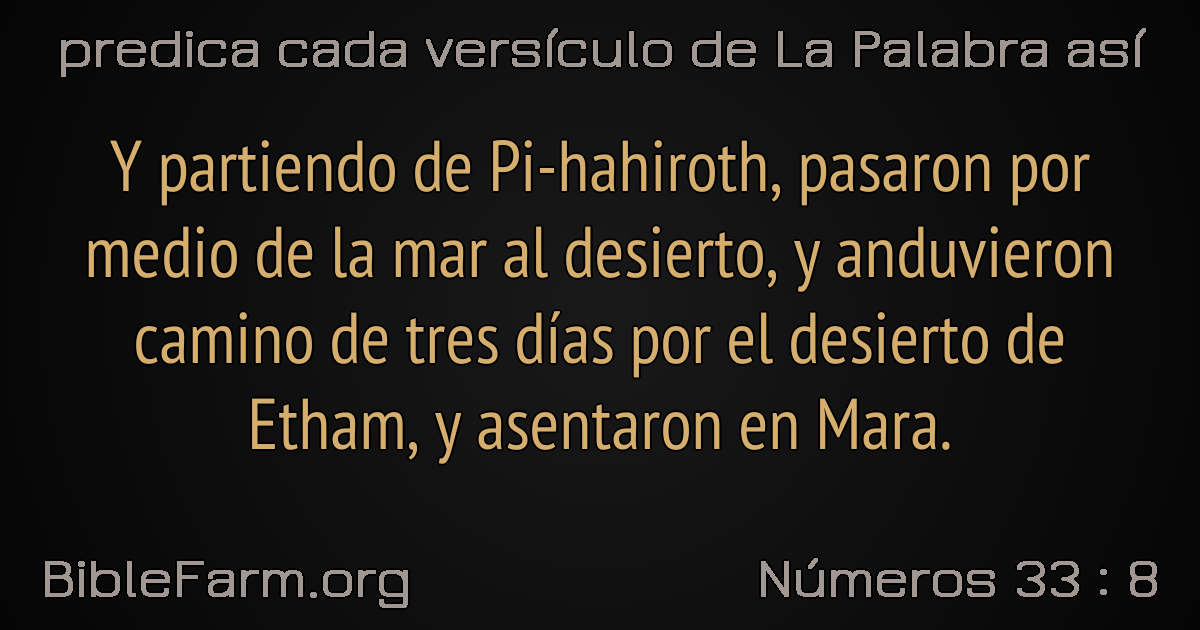 predica cada versículo de La Palabra así
Y partiendo de Pi-hahiroth, pasaron por
medio de la mar al desierto, y anduvieron
camino de tres días por el desierto de
Etham, y asentaron en Mara.
BibleFarm.org
Números 33 : 8